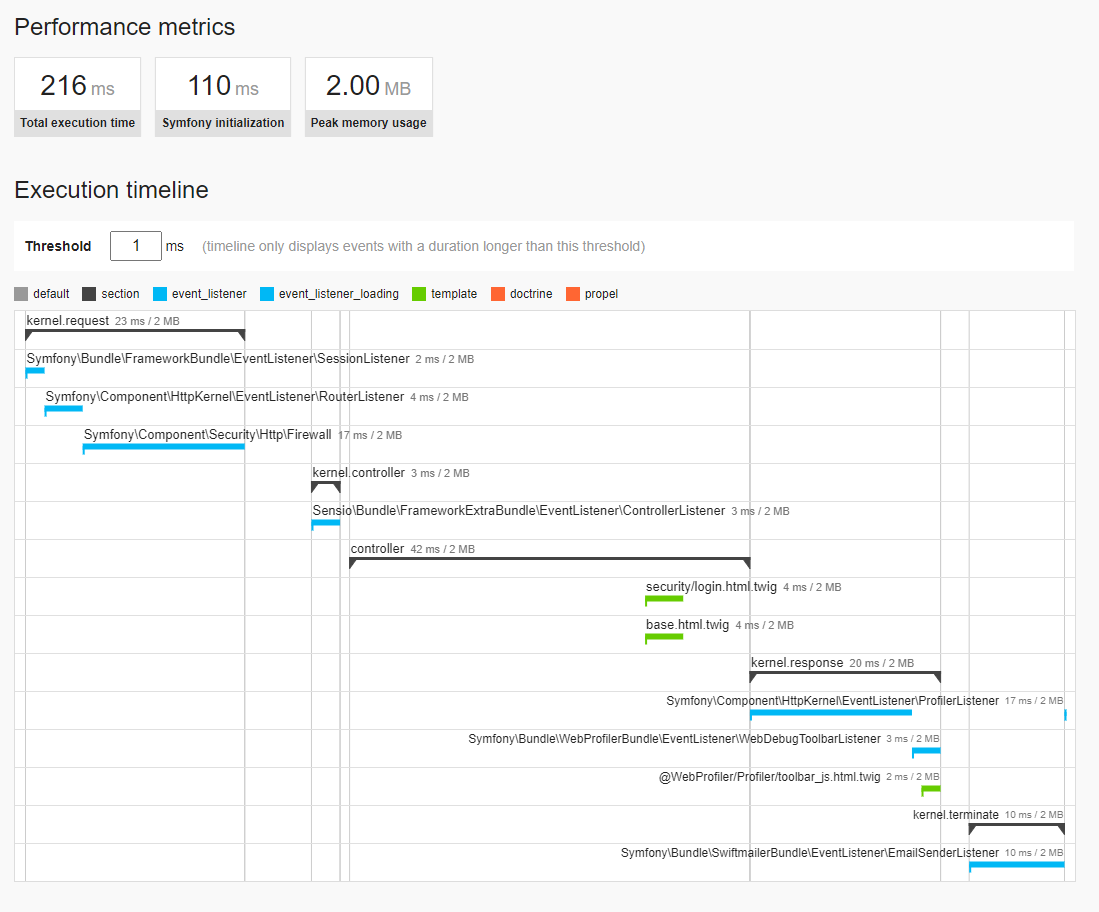 Performance metrics
216 ms
110 ms
2.00 MB
Total execution time
Symfony initialization
Peak memory usage
Execution timeline
Threshold 1 ms (timeline only displays events with a duration longer than this threshold)
default section event_listener event_listener_loading template doctrine propel
kernel.request 23 ms / 2 MB
Symfony\Bundle\FrameworkBundle\EventListener\SessionListener 2 ms / 2 MB
Symfony\Component\HttpKernel\EventListener\RouterListener 4 ms / 2 MB
Symfony\Component\Security\Http\Firewall 17 ms / 2 MB
kernel.controller 3 ms / 2 MB
Sensio\Bundle\FrameworkExtraBundle\EventListener\ControllerListener 3 ms / 2 MB
controller 42 ms / 2 MB
security/login.html.twig 4 ms / 2 MB
base.html.twig 4 ms / 2 MB
kernel.response 20 ms / 2 MB
Symfony\Component\HttpKernel\EventListener\ProfilerListener 17 ms / 2 MB
Symfony\Bundle\WebProfilerBundle\EventListener\WebDebugToolbarListener 3 ms / 2 MB
@WebProfiler/Profiler/toolbar_js.html.twig 2 ms / 2 MB
kernel.terminate 10 ms / 2 MB
Symfony\Bundle\SwiftmailerBundle\EventListener\EmailSenderListener 10 ms / 2 MB